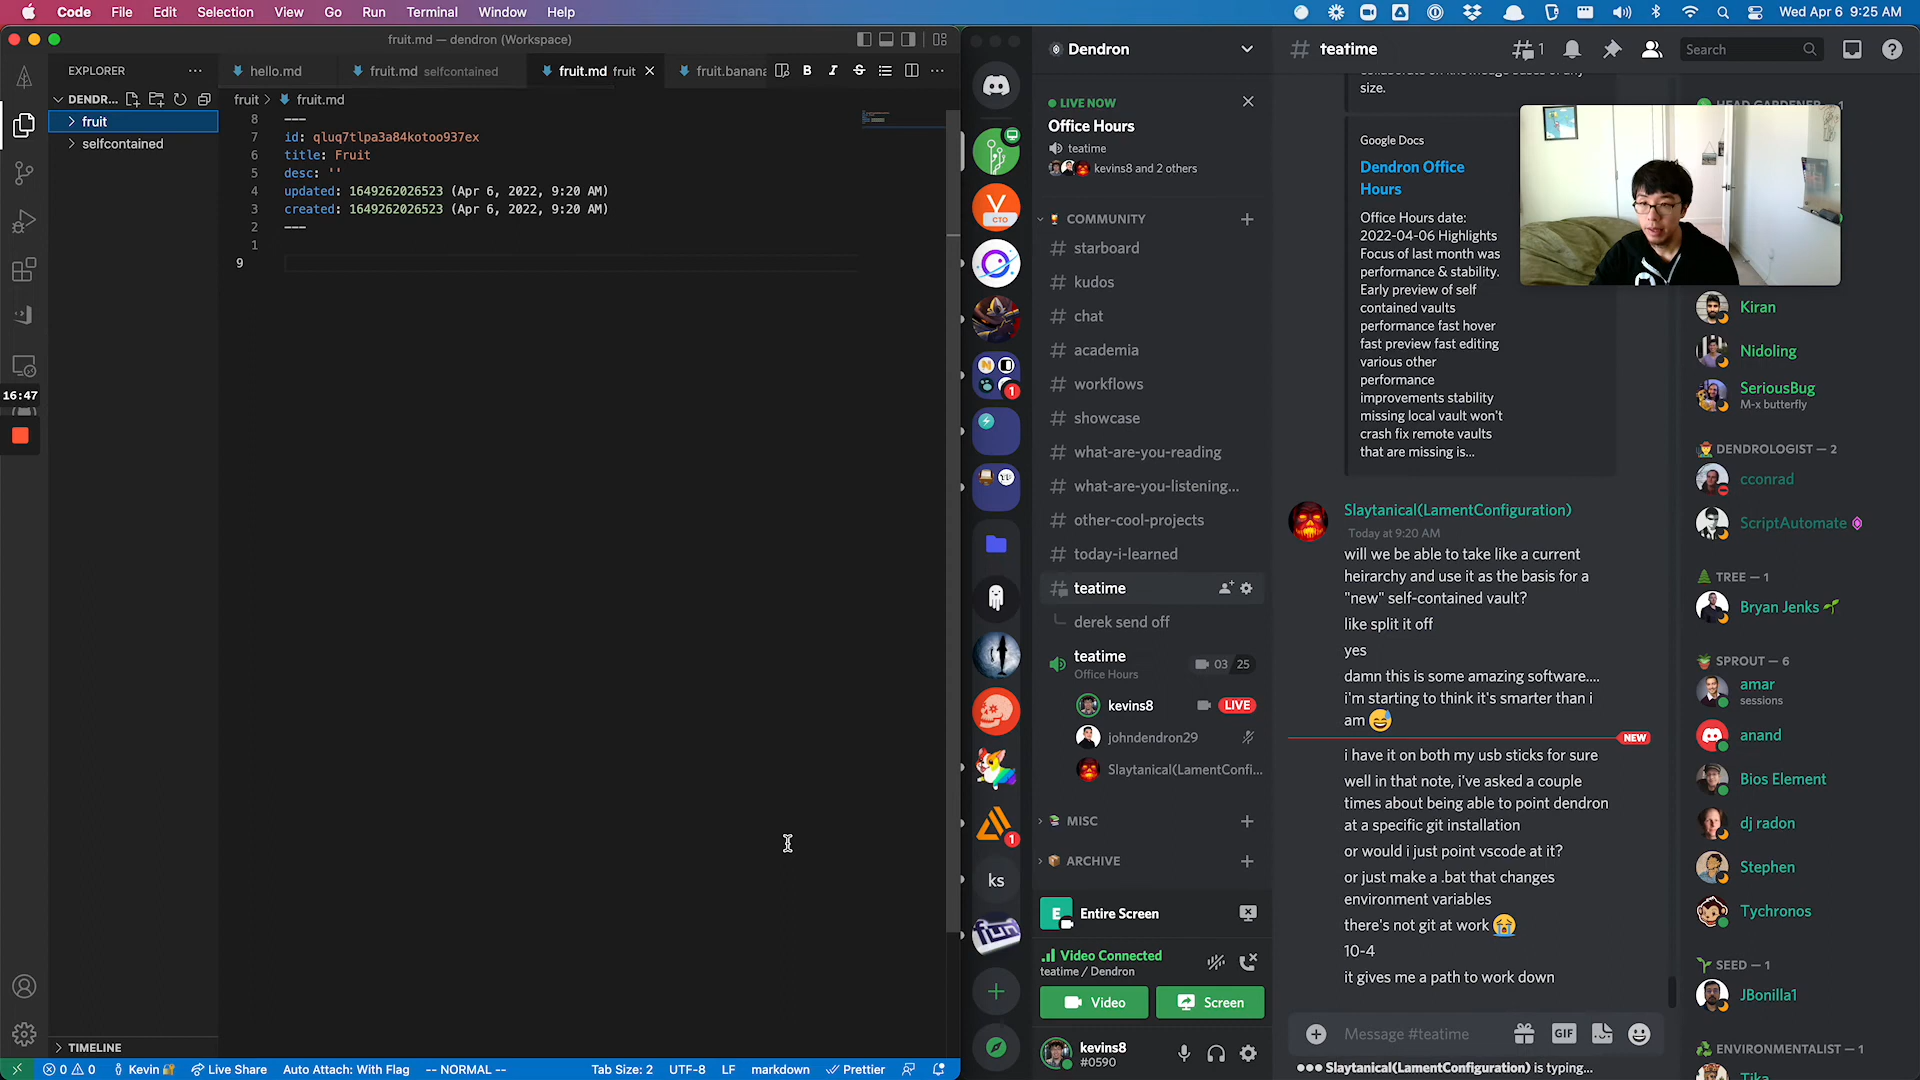 Code File Edit Selection View Go Run Terminal Window Help
Wed Apr 6 9:25 AM
fruit.md — dendron (Workspace)
EXPLORER
hello.md
fruit.md selfcontained
fruit.md fruit
fruit.banana
DENDR...
fruit > fruit.md
fruit
selfcontained
8 ---
7 id: qluq7tlpa3a84kotoo937ex
6 title: Fruit
5 desc: ''
4 updated: 1649262026523 (Apr 6, 2022, 9:20 AM)
3 created: 1649262026523 (Apr 6, 2022, 9:20 AM)
2 ---
1
9
16:47
TIMELINE
0 0 Kevin Live Share Auto Attach: With Flag -- NORMAL -- Tab Size: 2 UTF-8 LF markdown Prettier
V
CTO
1
1
ks
fun
Dendron
LIVE NOW
Office Hours
teatime
kevins8 and 2 others
COMMUNITY
starboard
kudos
chat
academia
workflows
showcase
what-are-you-reading
what-are-you-listening...
other-cool-projects
today-i-learned
teatime
derek send off
teatime
Office Hours
03 25
kevins8 LIVE
johndendron29
Slaytanical(LamentConfi...
MISC
ARCHIVE
E Entire Screen
Video Connected
teatime / Dendron
Video
Screen
kevins8
#0590
# teatime
1
Search
size.
Google Docs
Dendron Office
Hours
Office Hours date:
2022-04-06 Highlights
Focus of last month was
performance & stability.
Early preview of self
contained vaults
performance fast hover
fast preview fast editing
various other
performance
improvements stability
missing local vault won't
crash fix remote vaults
that are missing is...
Slaytanical(LamentConfiguration)
Today at 9:20 AM
will we be able to take like a current
heirarchy and use it as the basis for a
"new" self-contained vault?
like split it off
yes
damn this is some amazing software....
i'm starting to think it's smarter than i
am
NEW
i have it on both my usb sticks for sure
well in that note, i've asked a couple
times about being able to point dendron
at a specific git installation
or would i just point vscode at it?
or just make a .bat that changes
environment variables
there's not git at work
10-4
it gives me a path to work down
Message #teatime
GIF
Slaytanical(LamentConfiguration) is typing...
Kiran
Nidoling
SeriousBug
M-x butterfly
DENDROLOGIST — 2
cconrad
ScriptAutomate
TREE — 1
Bryan Jenks
SPROUT — 6
amar
sessions
anand
Bios Element
dj radon
Stephen
Tychronos
SEED — 1
JBonilla1
ENVIRONMENTALIST — 1